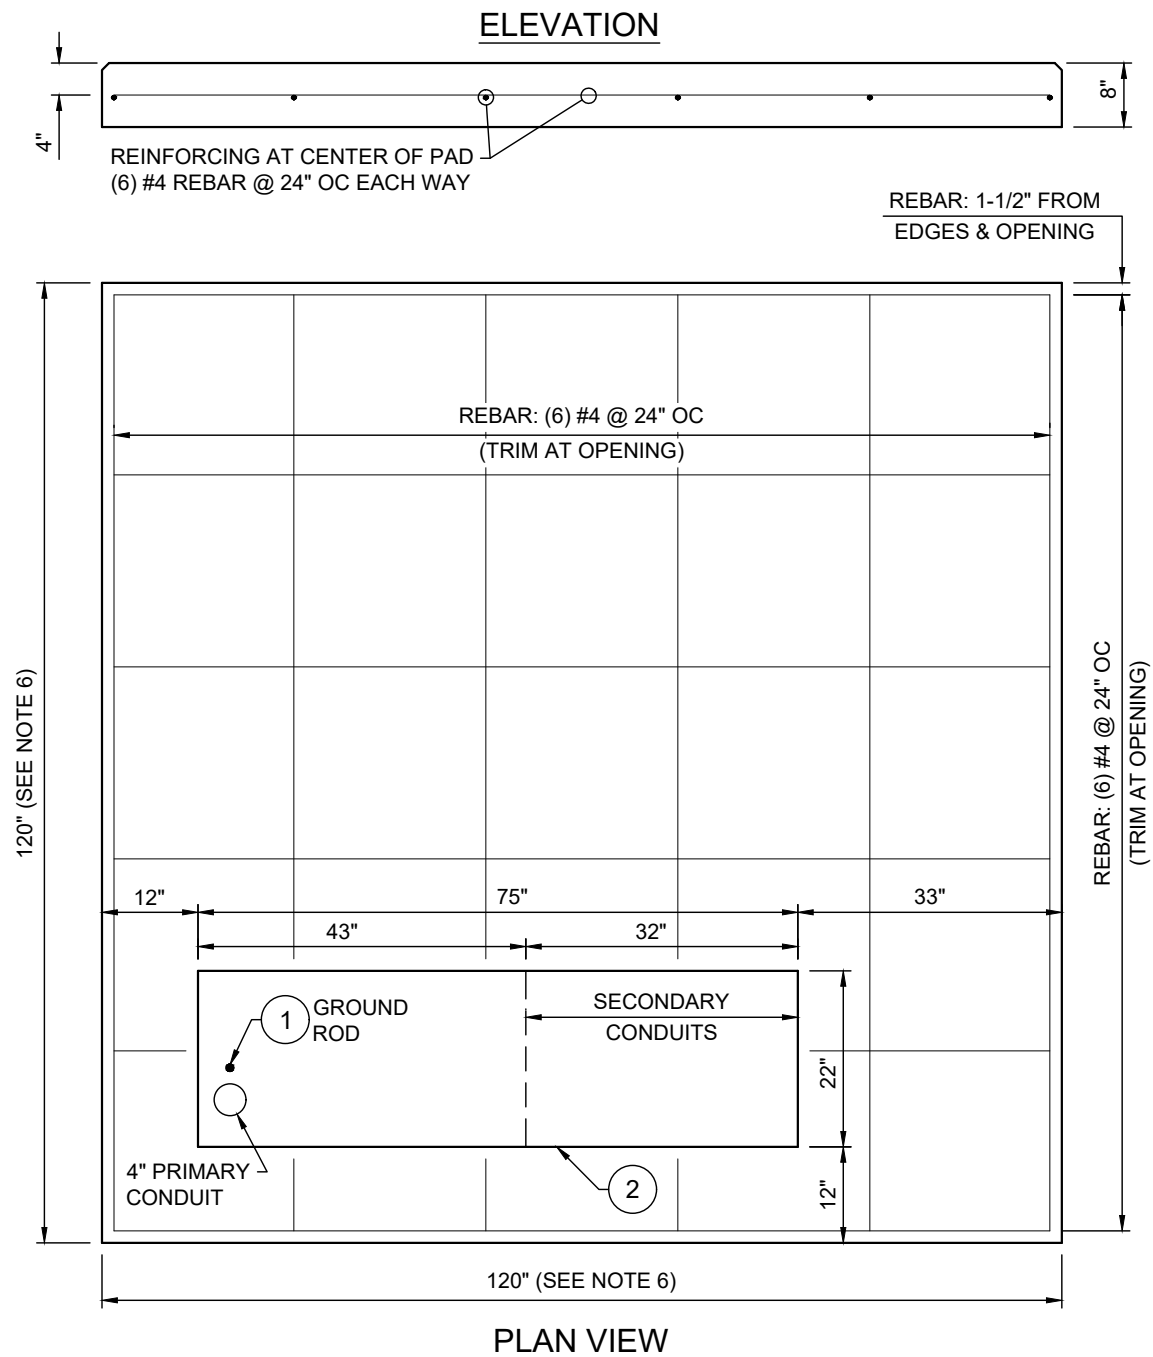 ELEVATION
4"
8"
REINFORCING AT CENTER OF PAD
(6) #4 REBAR @ 24" OC EACH WAY
REBAR: 1-1/2" FROM
EDGES & OPENING
REBAR: (6) #4 @ 24" OC
(TRIM AT OPENING)
120" (SEE NOTE 6)
REBAR: (6) #4 @ 24" OC
(TRIM AT OPENING)
12"
75"
33"
43"
32"
1
GROUND
ROD
SECONDARY
CONDUITS
22"
4" PRIMARY
CONDUIT
2
12"
120" (SEE NOTE 6)
PLAN VIEW